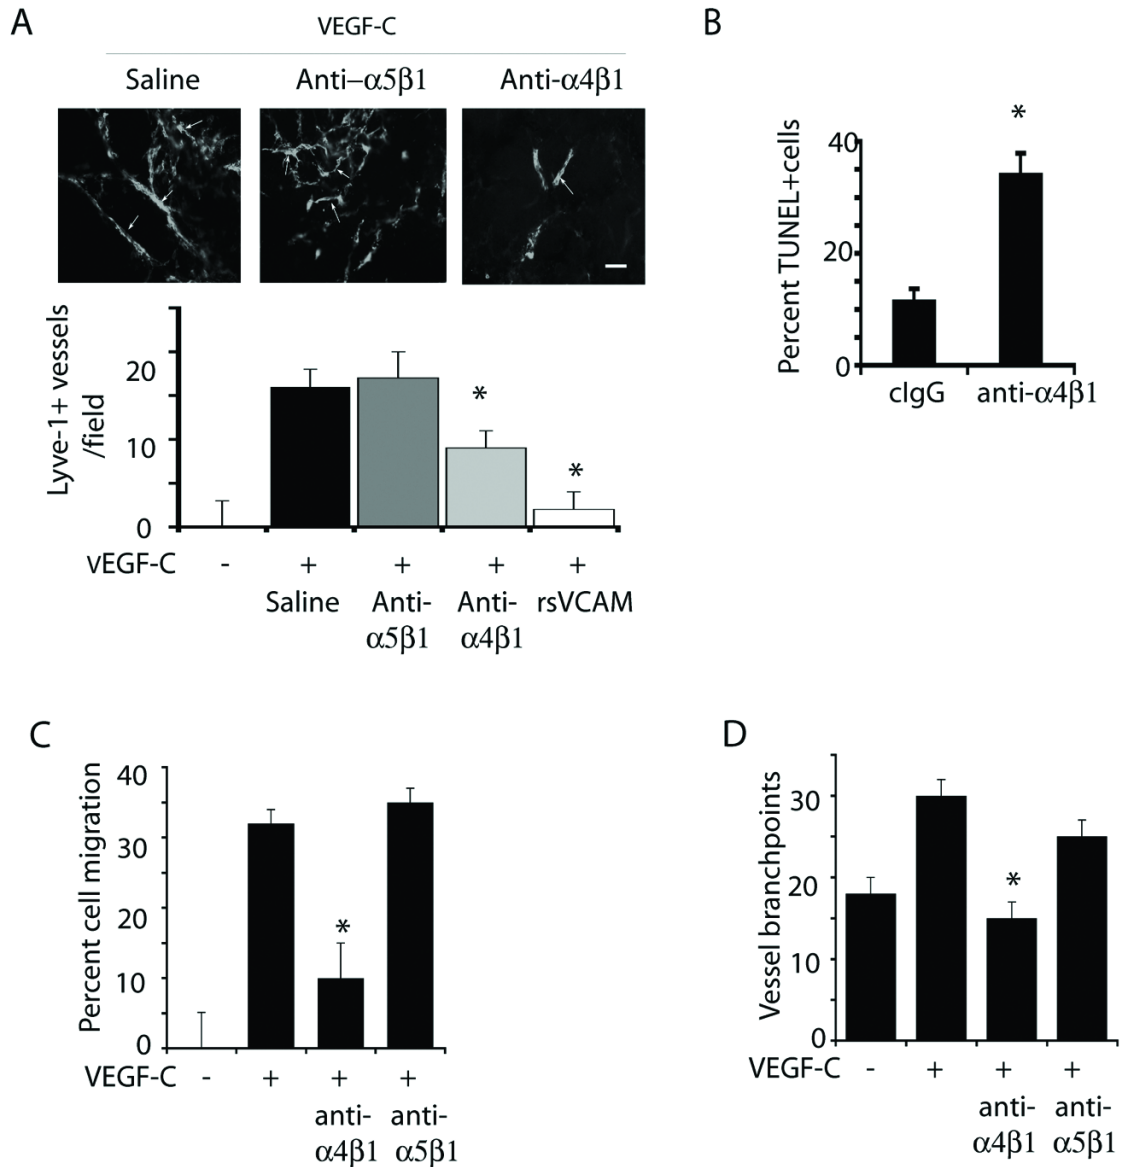 A
VEGF-C
Saline Anti–α5β1 Anti-α4β1
Lyve-1+ vessels
/field
20
10
0
*
*
VEGF-C - + + + +
Saline Anti- Anti- rsVCAM
α5β1 α4β1
B
Percent TUNEL+cells
40
20
0
*
cIgG anti-α4β1
C
Percent cell migration
40
30
20
10
0
*
VEGF-C - + + +
anti- anti-
α4β1 α5β1
D
Vessel branchpoints
30
20
10
0
*
VEGF-C - + + +
anti- anti-
α4β1 α5β1